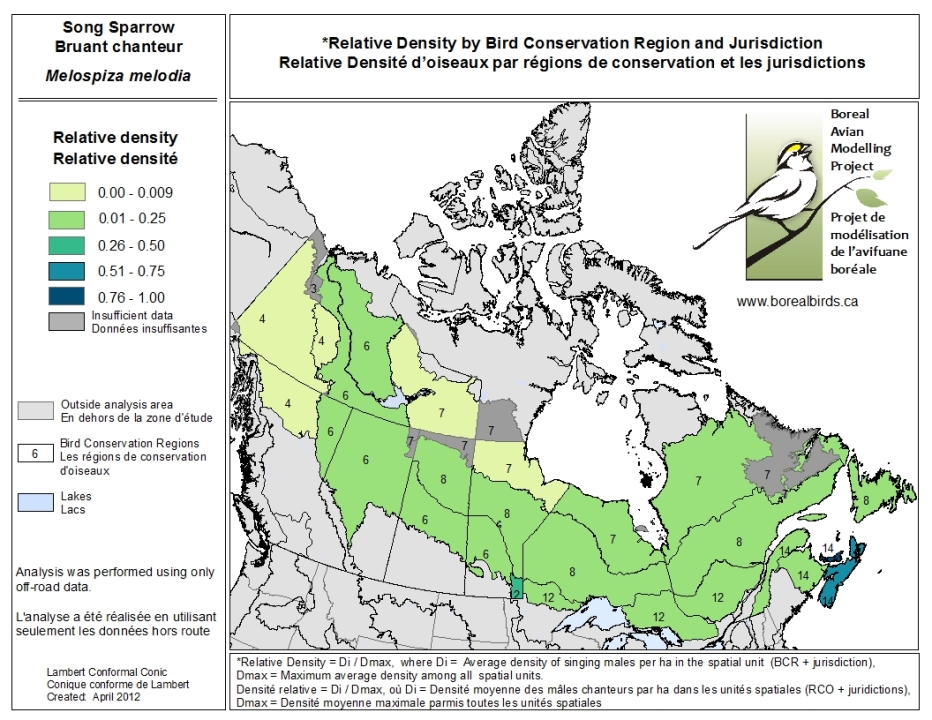 Song Sparrow
Bruant chanteur
Melospiza melodia
*Relative Density by Bird Conservation Region and Jurisdiction
Relative Densité d'oiseaux par régions de conservation et les jurisdictions
Relative density
Relative densité
0.00 - 0.009
0.01 - 0.25
0.26 - 0.50
0.51 - 0.75
0.76 - 1.00
Insufficient data
Données insuffisantes
Outside analysis area
En dehors de la zone d'étude
6
Bird Conservation Regions
Les régions de conservation
d'oiseaux
Lakes
Lacs
Analysis was performed using only
off-road data.
L'analyse a été réalisée en utilisant
seulement les données hors route
Lambert Conformal Conic
Conique conforme de Lambert
Created: April 2012
Boreal
Avian
Modelling
Project
Projet de
modélisation
de l'avifuane
boréale
www.borealbirds.ca
3
4
4
6
4
6
7
7
6
7
7
6
7
8
7
7
8
8
6
4
7
8
14
14
6
8
14
2
12
12
12
14
*Relative Density = Di / Dmax, where Di = Average density of singing males per ha in the spatial unit (BCR + jurisdiction),
Dmax = Maximum average density among all spatial units.
Densité relative = Di / Dmax, où Di = Densité moyenne des mâles chanteurs par ha dans les unités spatiales (RCO + juridictions),
Dmax = Densité moyenne maximale parmis toutes les unités spatiales